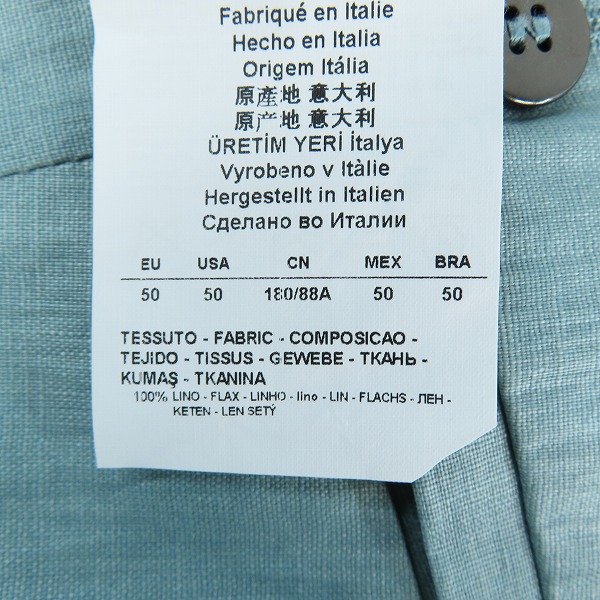 Fabriqué en Italie
Hecho en Italia
Origem Itália
原產地 意大利
原产地 意大利
ÜRETİM YERİ İtalya
Vyrobeno v Itàlie
Hergestellt in Italien
Сделано во Италии
EU USA CN MEX BRA
50 50 180/88A 50 50
TESSUTO - FABRIC - COMPOSICAO -
TEJIDO - TISSUS - GEWEBE - ТКАНЬ -
KUMAŞ - TKANINA
100% LINO - FLAX - LINHO - lino - LIN - FLACHS - ЛЕН -
KETEN - LEN SETÝ